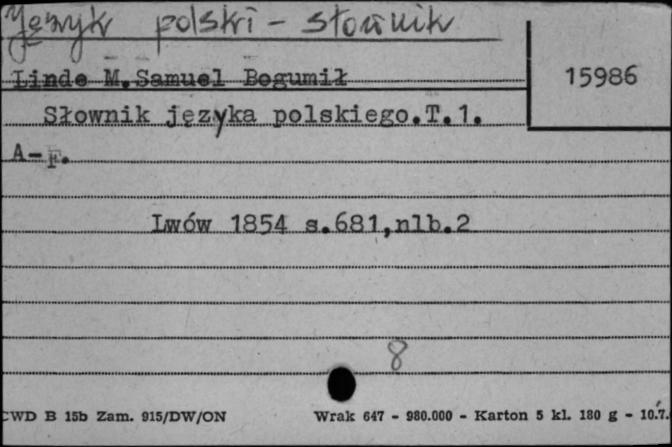 Język polski - słownik
Linde M.Samuel Bogumił
15986
Słownik języka polskiego.T.1.
A-F.
Lwów 1854 s.681,nlb.2
8
CWD B 15b Zam. 915/DW/ON
Wrak 647 - 980.000 - Karton 5 kl. 180 g - 10.7.